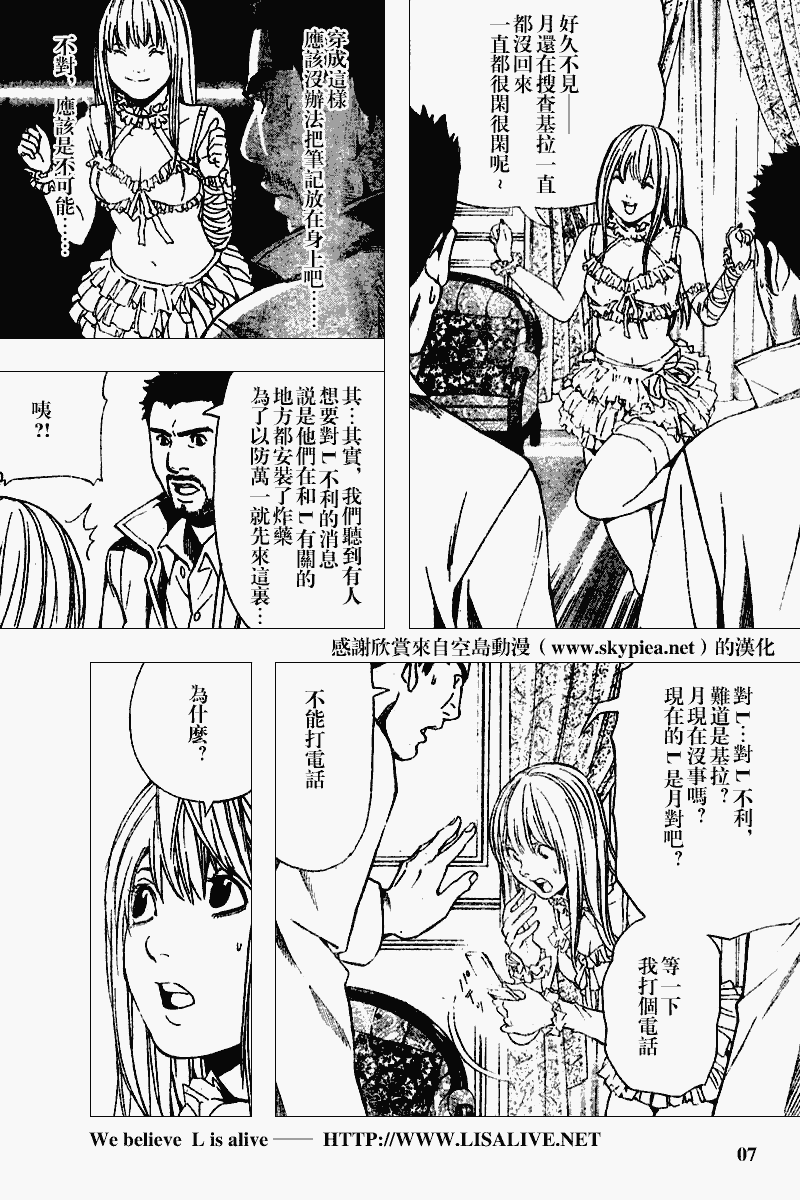 好久不見——
月還在搜查基拉一直
都沒回來
一直都很閑很閑呢~
穿成這樣
應該沒辦法把筆記放在身上吧……
不對，應該是不可能……
其…其實，我們聽到有人
想要對L不利的消息
說是他們在和L有關的
地方都安裝了炸藥
為了以防萬一就先來這裏…
咦?!
感謝欣賞來自空島動漫（www.skypiea.net）的漢化
對L…對L不利，
難道是基拉?
月現在沒事嗎?
現在的L是月對吧?
等一下
我打個電話
不能打電話
為什麼?
We believe L is alive —— HTTP://WWW.LISALIVE.NET
07